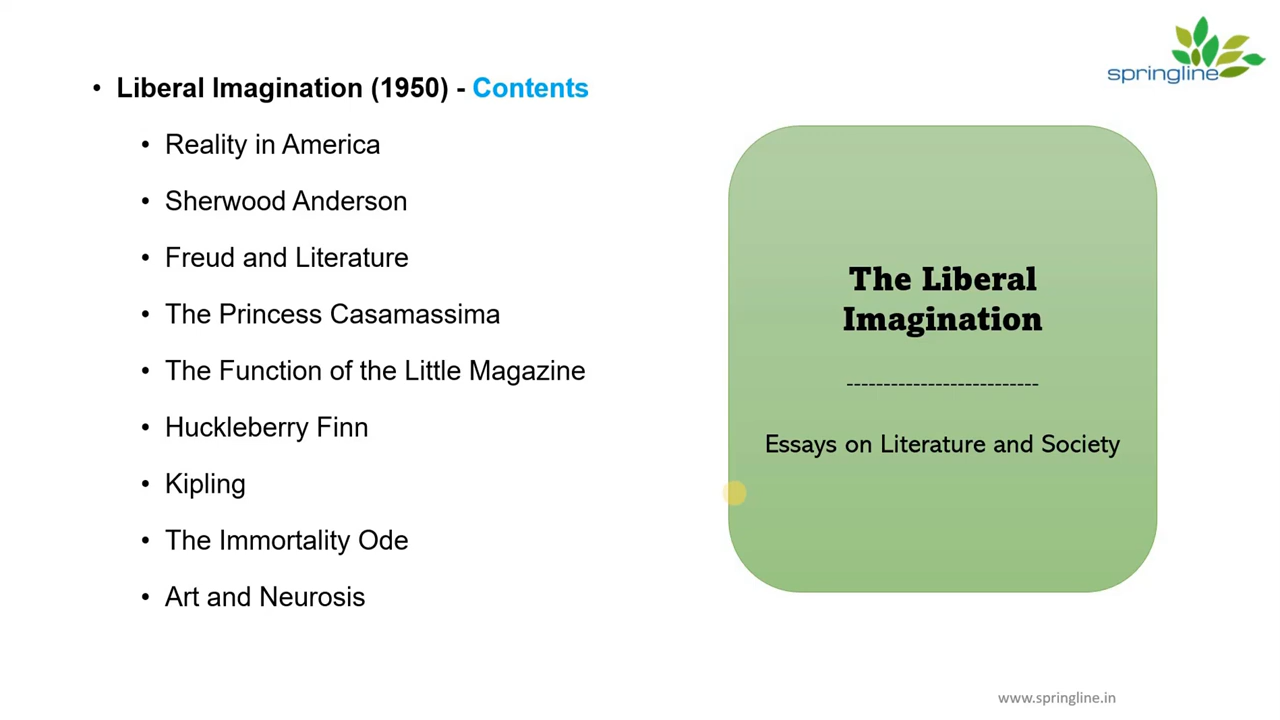 springline
• Liberal Imagination (1950) - Contents
• Reality in America
• Sherwood Anderson
• Freud and Literature
• The Princess Casamassima
• The Function of the Little Magazine
• Huckleberry Finn
• Kipling
• The Immortality Ode
• Art and Neurosis
The Liberal
Imagination
--------------------------
Essays on Literature and Society
www.springline.in